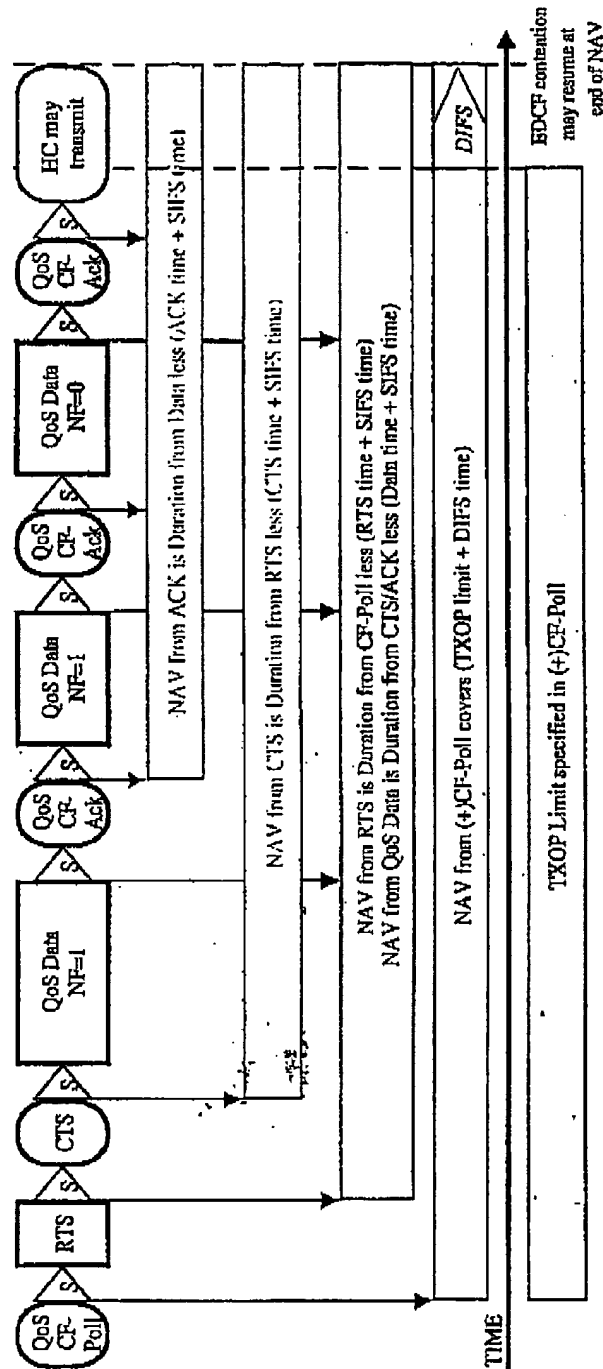 QoS
CF-
Poll
S
RTS
S
CTS
S
QoS Data
NF=1
S
QoS
CF-
Ack
S
QoS Data
NF=1
S
QoS
CF-
Ack
S
QoS Data
NF=0
S
QoS
CF-
Ack
S
HC may
transmit
NAV from ACK is Duration from Data less (ACK time + SIFS time)
NAV from CTS is Duration from RTS less (CTS time + SIFS time)
NAV from RTS is Duration from CF-Poll less (RTS time + SIFS time)
NAV from QoS Data is Duration from CTS/ACK less (Data time + SIFS time)
NAV from (+)CF-Poll covers (TXOP limit + DIFS time)
DIFS
TIME
TXOP Limit specified in (+)CF-Poll
EDCF contention
may resume at
end of NAV